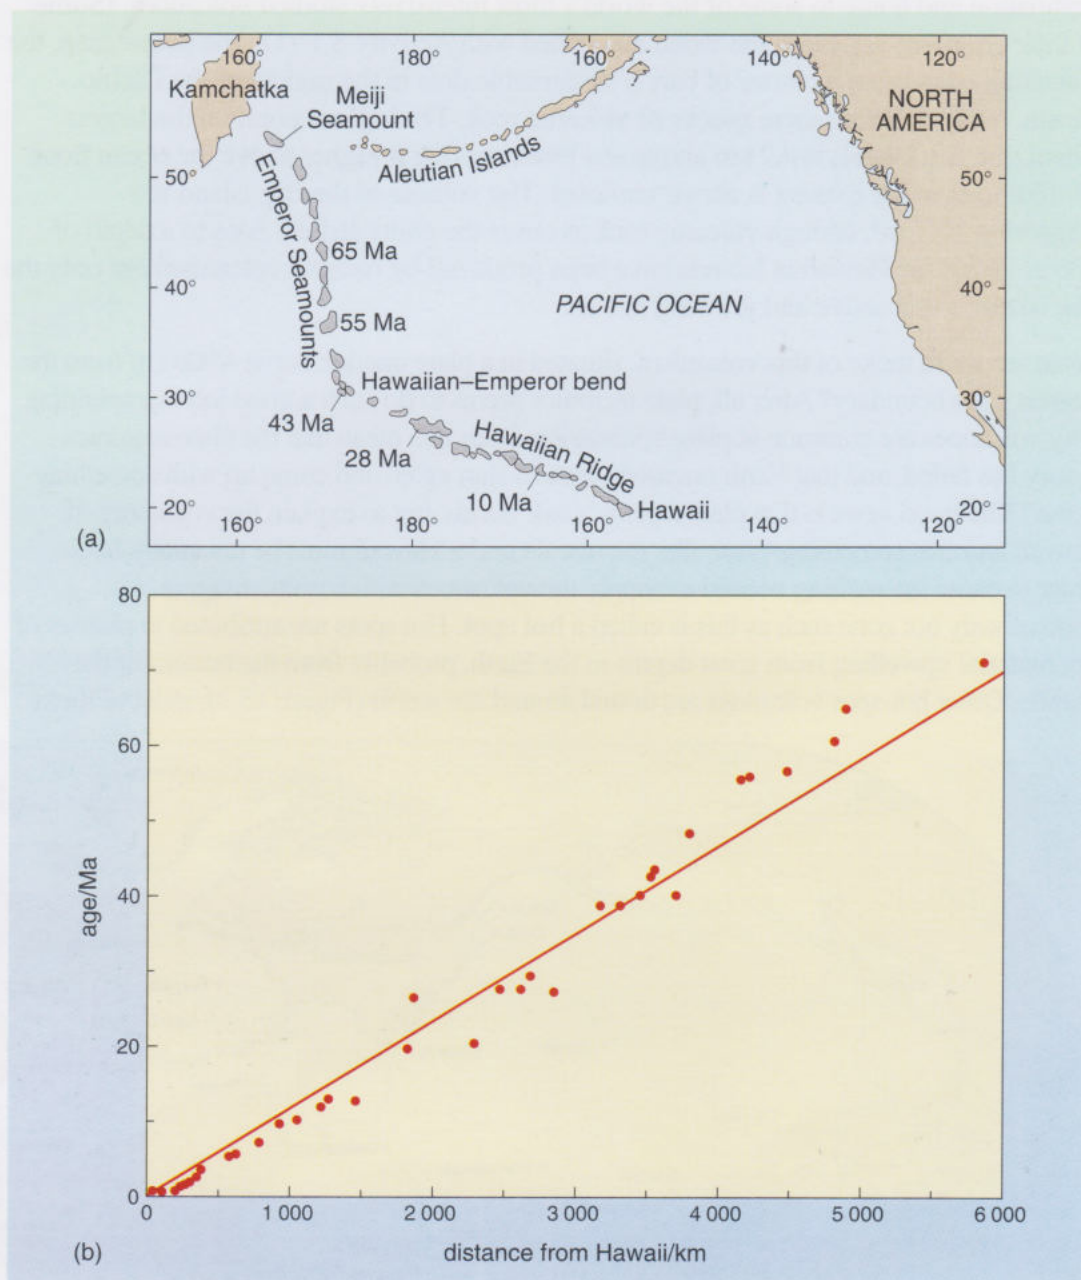 160° 180° 160° 140° 120°
Kamchatka
Meiji
Seamount
NORTH
AMERICA
Aleutian Islands
50° 50°
Emperor Seamounts
65 Ma
40° 40°
PACIFIC OCEAN
55 Ma
Hawaiian–Emperor bend
30° 30°
43 Ma
Hawaiian Ridge
28 Ma
10 Ma
Hawaii
20° 20°
160° 180° 160° 140° 120°
(a)
80
60
40
20
0
age/Ma
0 1 000 2 000 3 000 4 000 5 000 6 000
(b)
distance from Hawaii/km